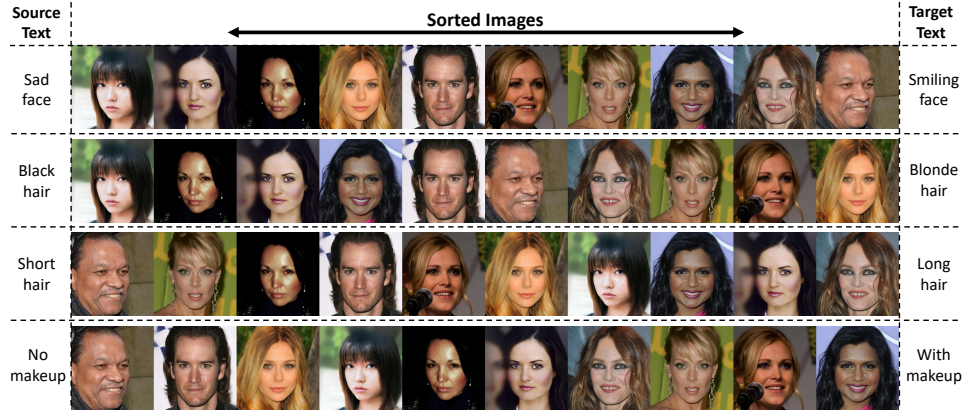 Source
Text
Sorted Images
Target
Text
Sad
face
Smiling
face
Black
hair
Blonde
hair
Short
hair
Long
hair
No
makeup
With
makeup